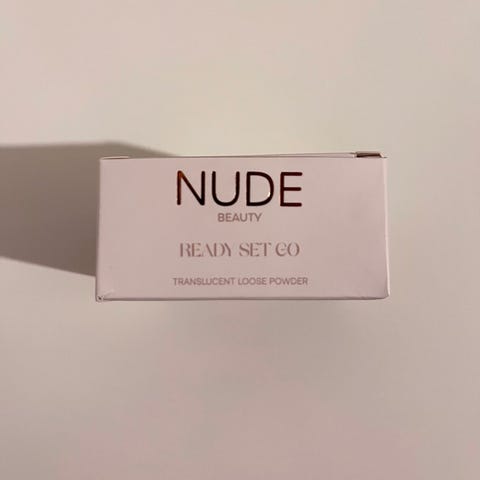 NUDE
BEAUTY
READY SET GO
TRANSLUCENT LOOSE POWDER